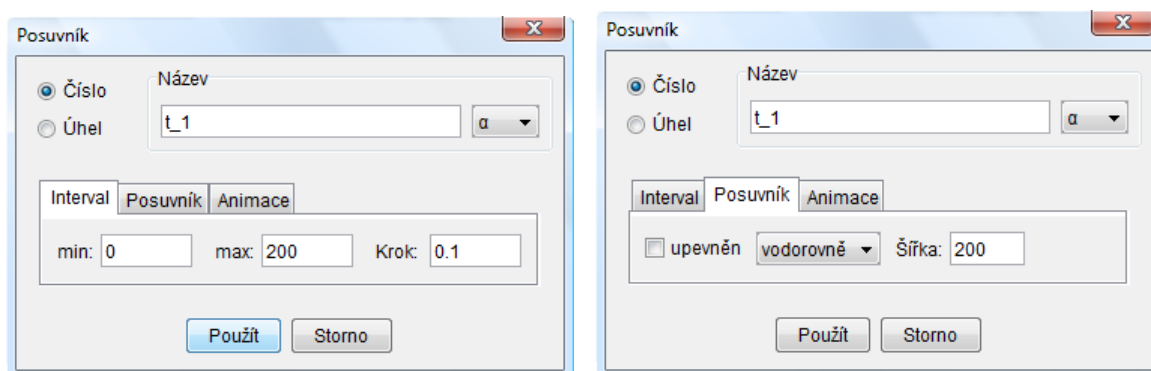 Posuvník
Číslo
Úhel
Název
t_1
α
Interval Posuvník Animace
min: 0 max: 200 Krok: 0.1
Použít Storno
Posuvník
Číslo
Úhel
Název
t_1
α
Interval Posuvník Animace
upevněn vodorovně Šířka: 200
Použít Storno